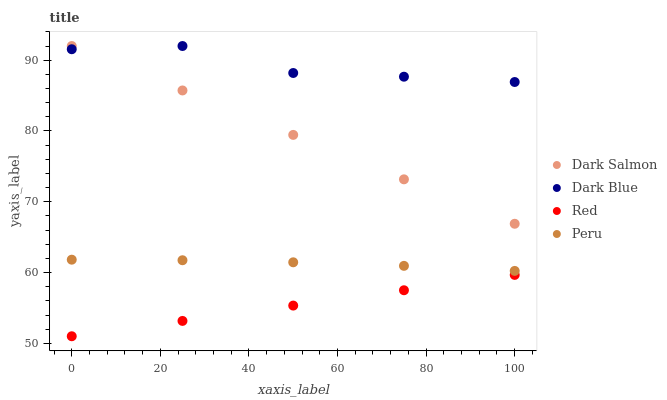 title
yaxis_label
90
80
70
60
50
0 20 40 60 80 100
xaxis_label
Dark Salmon
Dark Blue
Red
Peru